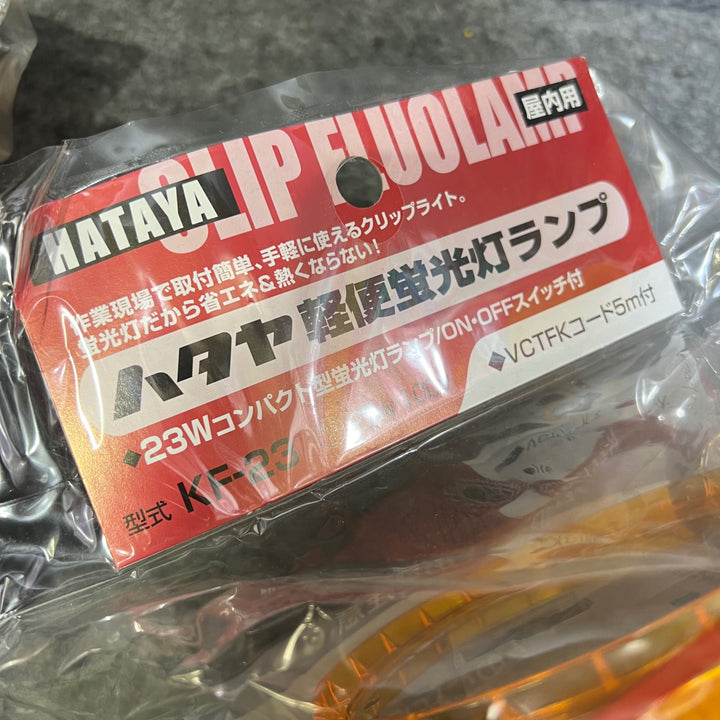 CLIP FLUOLAMP
屋内用
HATAYA
作業現場で取付簡単、手軽に使えるクリップライト。
蛍光灯だから省エネ&熱くならない!
ハタヤ 軽便蛍光灯ランプ
◆23Wコンパクト型蛍光灯ランプ/ON・OFFスイッチ付
◆VCTFKコード5m付
型式 KF-23